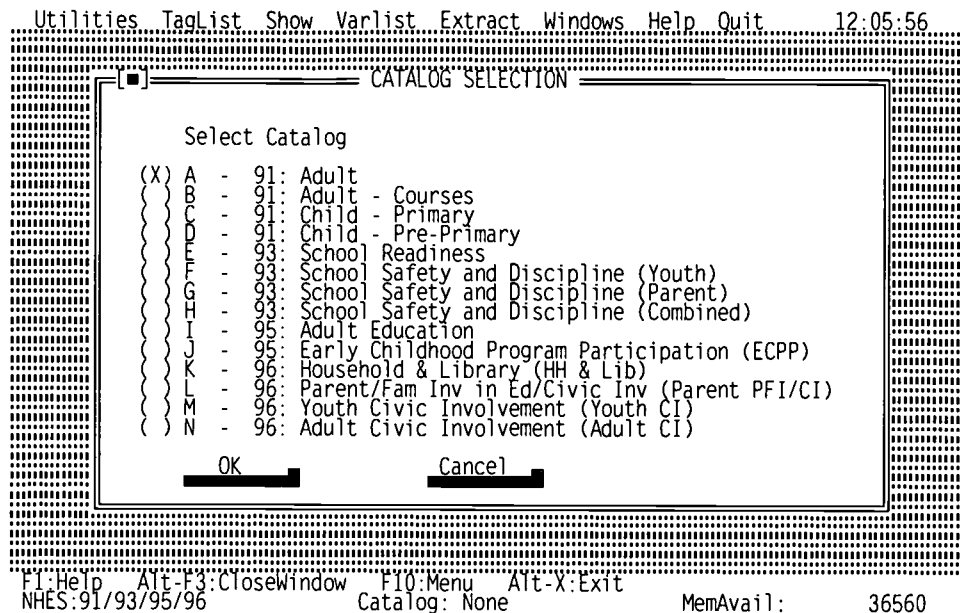 Utilities TagList Show Varlist Extract Windows Help Quit 12:05:56
[■] CATALOG SELECTION
Select Catalog
(X) A - 91: Adult
( ) B - 91: Adult - Courses
( ) C - 91: Child - Primary
( ) D - 91: Child - Pre-Primary
( ) E - 93: School Readiness
( ) F - 93: School Safety and Discipline (Youth)
( ) G - 93: School Safety and Discipline (Parent)
( ) H - 93: School Safety and Discipline (Combined)
( ) I - 95: Adult Education
( ) J - 95: Early Childhood Program Participation (ECPP)
( ) K - 96: Household & Library (HH & Lib)
( ) L - 96: Parent/Fam Inv in Ed/Civic Inv (Parent PFI/CI)
( ) M - 96: Youth Civic Involvement (Youth CI)
( ) N - 96: Adult Civic Involvement (Adult CI)
OK Cancel
F1:Help Alt-F3:CloseWindow F10:Menu Alt-X:Exit
NHES:91/93/95/96 Catalog: None MemAvail: 36560